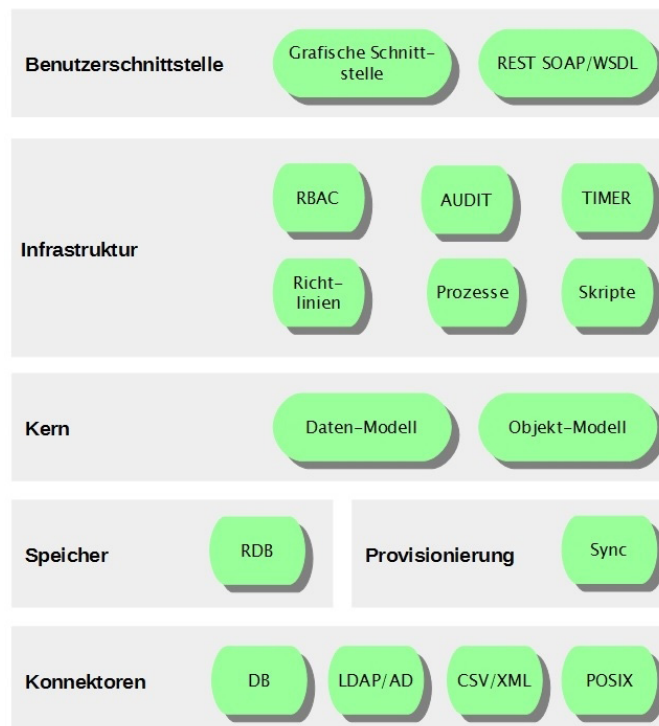 Benutzerschnittstelle
Grafische Schnitt-
stelle
REST SOAP/WSDL
Infrastruktur
RBAC
AUDIT
TIMER
Richt-
linien
Prozesse
Skripte
Kern
Daten-Modell
Objekt-Modell
Speicher
RDB
Provisionierung
Sync
Konnektoren
DB
LDAP/AD
CSV/XML
POSIX